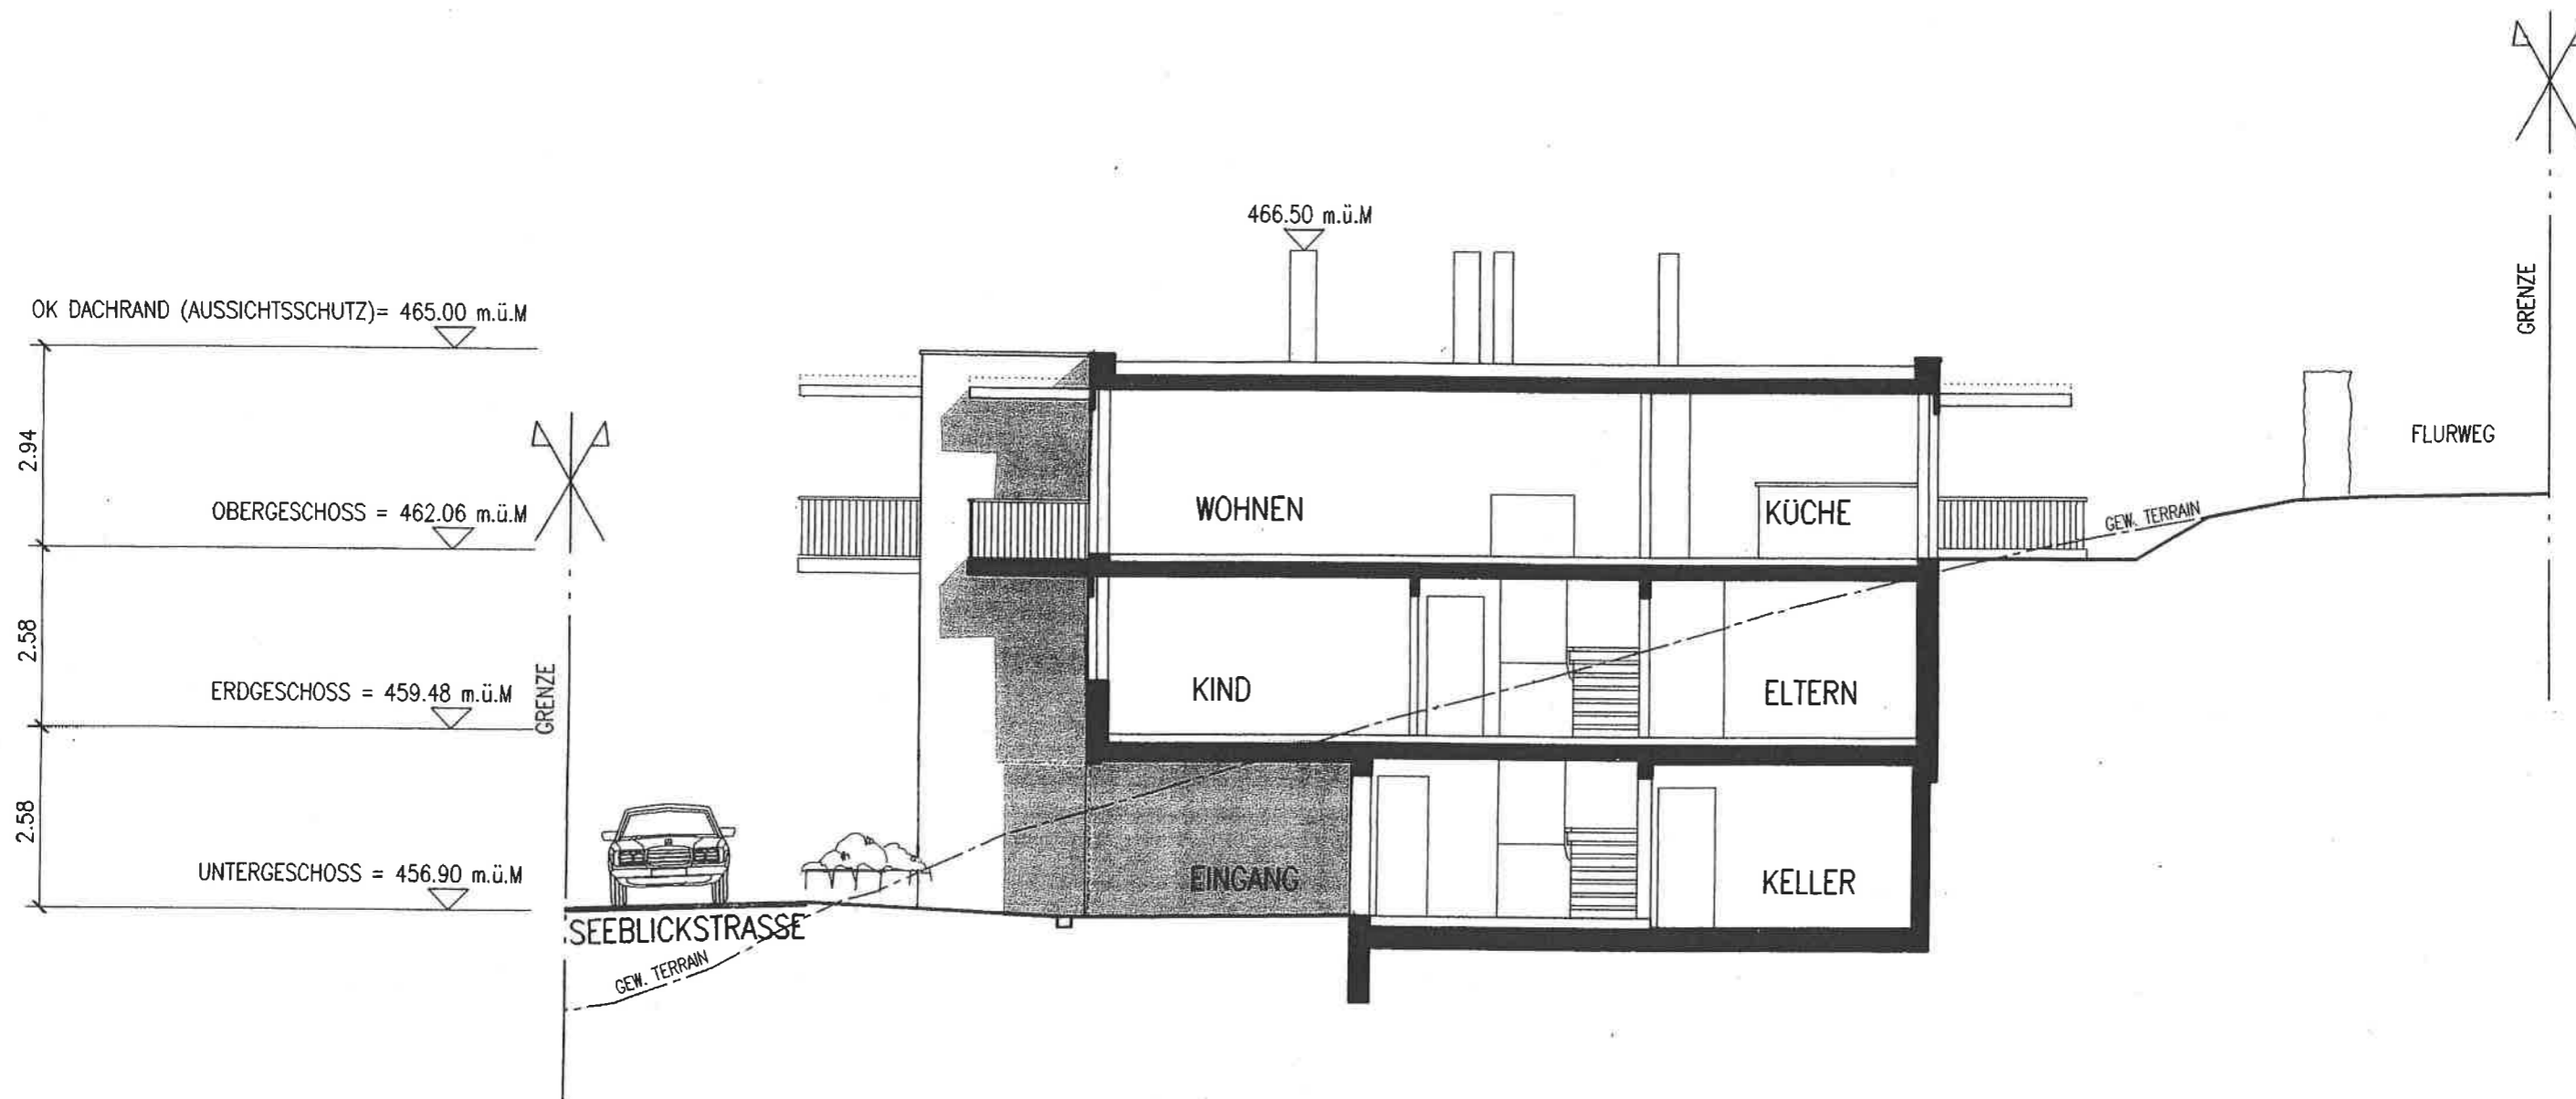 466.50 m.ü.M
OK DACHRAND (AUSSICHTSSCHUTZ)= 465.00 m.ü.M
GRENZE
2.94
FLURWEG
OBERGESCHOSS = 462.06 m.ü.M
WOHNEN
KÜCHE
GEW. TERRAIN
2.58
ERDGESCHOSS = 459.48 m.ü.M
GRENZE
KIND
ELTERN
2.58
UNTERGESCHOSS = 456.90 m.ü.M
EINGANG
KELLER
SEEBLICKSTRASSE
GEW. TERRAIN